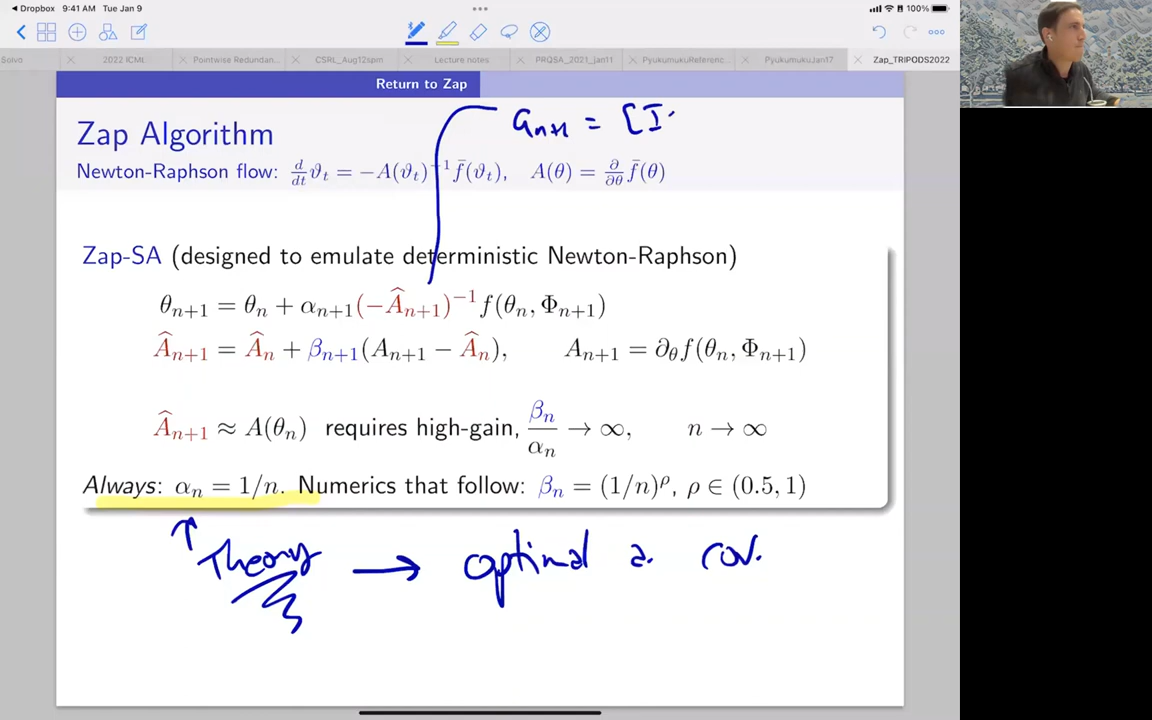 Dropbox 9:41 AM Tue Jan 9
100%
Solvo 2022 ICML Pointwise Redundan... CSRL_Aug12spm Lecture notes PRQSA_2022_jan11 PyukumukuReferenc... PyukumukuJan17 Zap_TRIPODS2022
Return to Zap
G_{n+1} = [I
Zap Algorithm
Newton-Raphson flow: d/dt ϑ_t = −A(ϑ_t)^{−1} f̄(ϑ_t), A(θ) = ∂/∂θ f̄(θ)
Zap-SA (designed to emulate deterministic Newton-Raphson)
θ_{n+1} = θ_n + α_{n+1}(−Â_{n+1})^{−1} f(θ_n, Φ_{n+1})
Â_{n+1} = Â_n + β_{n+1}(A_{n+1} − Â_n), A_{n+1} = ∂_θ f(θ_n, Φ_{n+1})
Â_{n+1} ≈ A(θ_n) requires high-gain, β_n/α_n → ∞, n → ∞
Always: α_n = 1/n. Numerics that follow: β_n = (1/n)^ρ, ρ ∈ (0.5, 1)
↑ Theory → optimal a. cov.